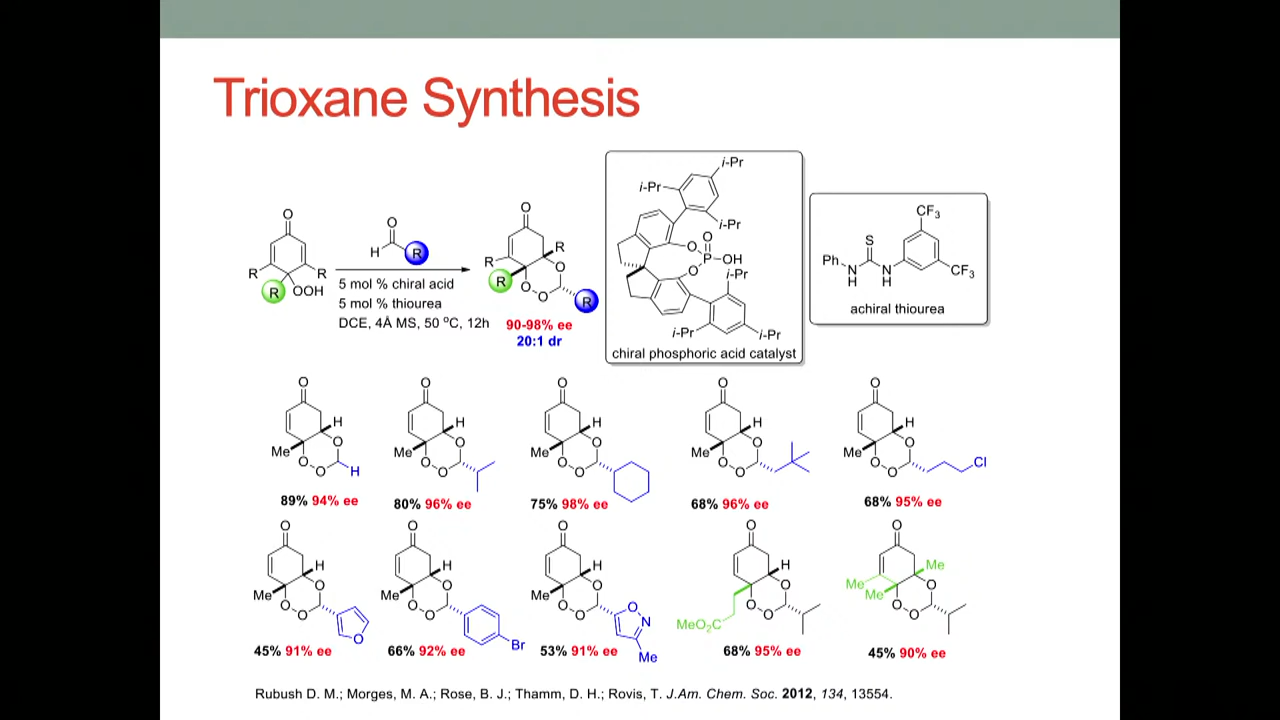 Trioxane Synthesis
O
R
R
R
OOH
O
H
R
5 mol % chiral acid
5 mol % thiourea
DCE, 4Å MS, 50 ºC, 12h
O
R
R
R
O
O
O
R
90-98% ee
20:1 dr
i-Pr
i-Pr
i-Pr
O
O
P
OH
O
i-Pr
i-Pr
i-Pr
chiral phosphoric acid catalyst
CF3
S
Ph
N
H
N
H
CF3
achiral thiourea
O
H
Me
O
O
O
H
89% 94% ee
O
H
Me
O
O
O
80% 96% ee
O
H
Me
O
O
O
75% 98% ee
O
H
Me
O
O
O
68% 96% ee
O
H
Me
O
O
O
Cl
68% 95% ee
O
H
Me
O
O
O
O
45% 91% ee
O
H
Me
O
O
O
Br
66% 92% ee
O
H
Me
O
O
O
O
N
Me
53% 91% ee
O
H
O
O
O
MeO2C
68% 95% ee
O
Me
Me
Me
O
O
O
45% 90% ee
Rubush D. M.; Morges, M. A.; Rose, B. J.; Thamm, D. H.; Rovis, T. J.Am. Chem. Soc. 2012, 134, 13554.